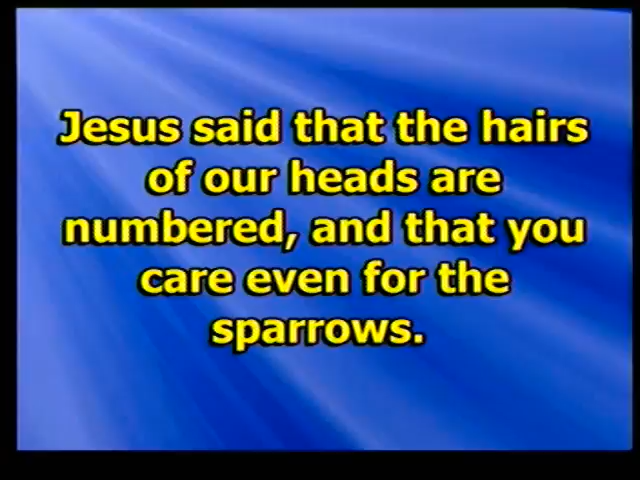 Jesus said that the hairs
of our heads are
numbered, and that you
care even for the
sparrows.